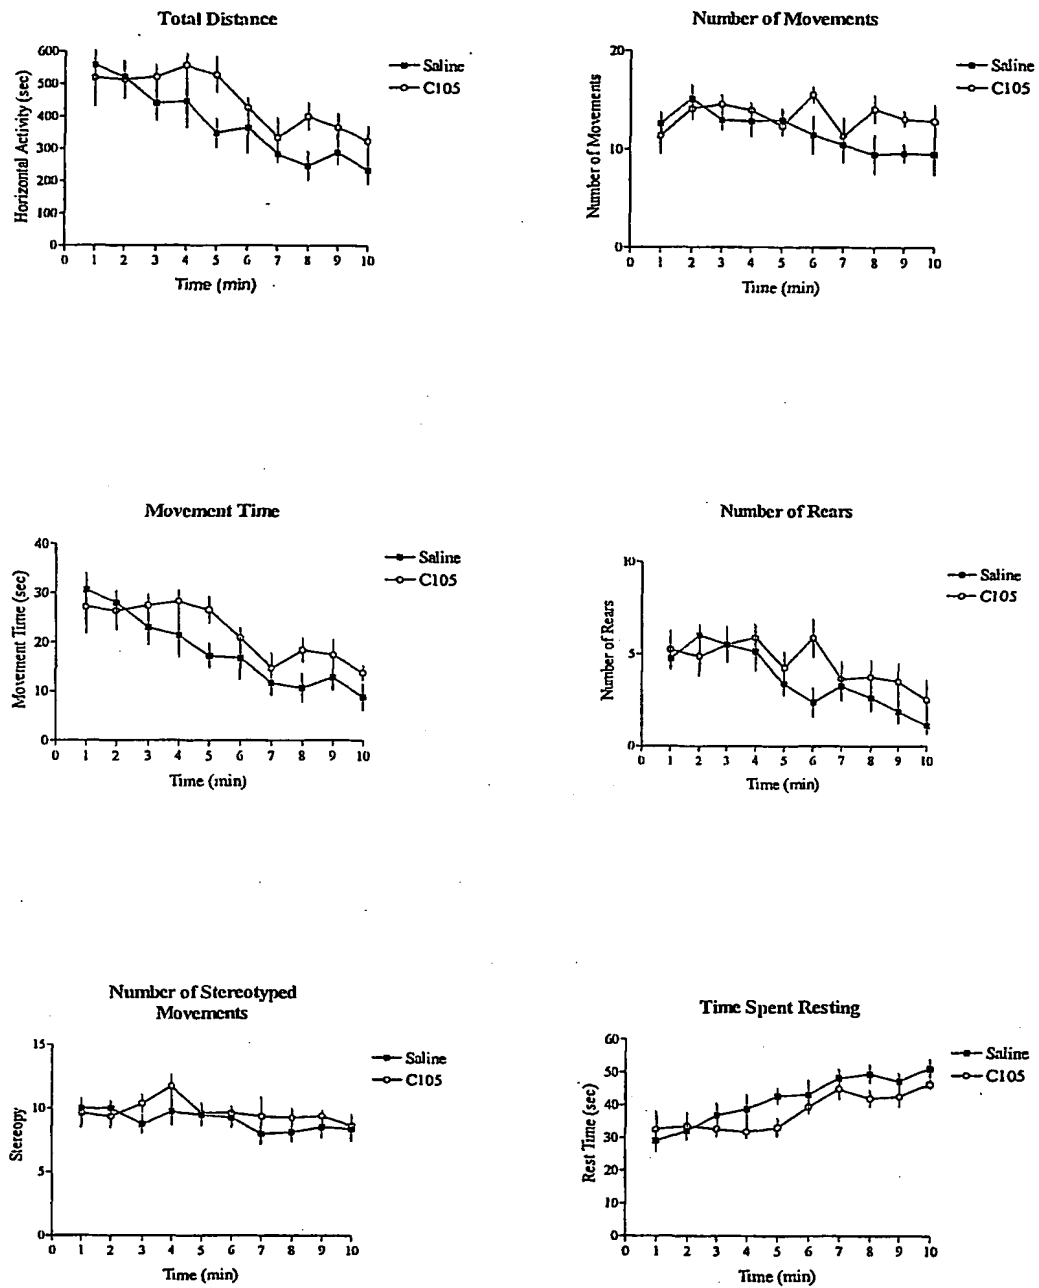 Total Distance
Horizontal Activity (sec)
600
500
400
300
200
100
0
0 1 2 3 4 5 6 7 8 9 10
Time (min)
Saline
C105
Number of Movements
Number of Movements
20
10
0
0 1 2 3 4 5 6 7 8 9 10
Time (min)
Saline
C105
Movement Time
Movement Time (sec)
40
30
20
10
0
0 1 2 3 4 5 6 7 8 9 10
Time (min)
Saline
C105
Number of Rears
Number of Rears
10
5
0
0 1 2 3 4 5 6 7 8 9 10
Time (min)
Saline
C105
Number of Stereotyped
Movements
Stereopy
15
10
5
0
0 1 2 3 4 5 6 7 8 9 10
Time (min)
Saline
C105
Time Spent Resting
Rest Time (sec)
60
50
40
30
20
10
0
0 1 2 3 4 5 6 7 8 9 10
Time (min)
Saline
C105